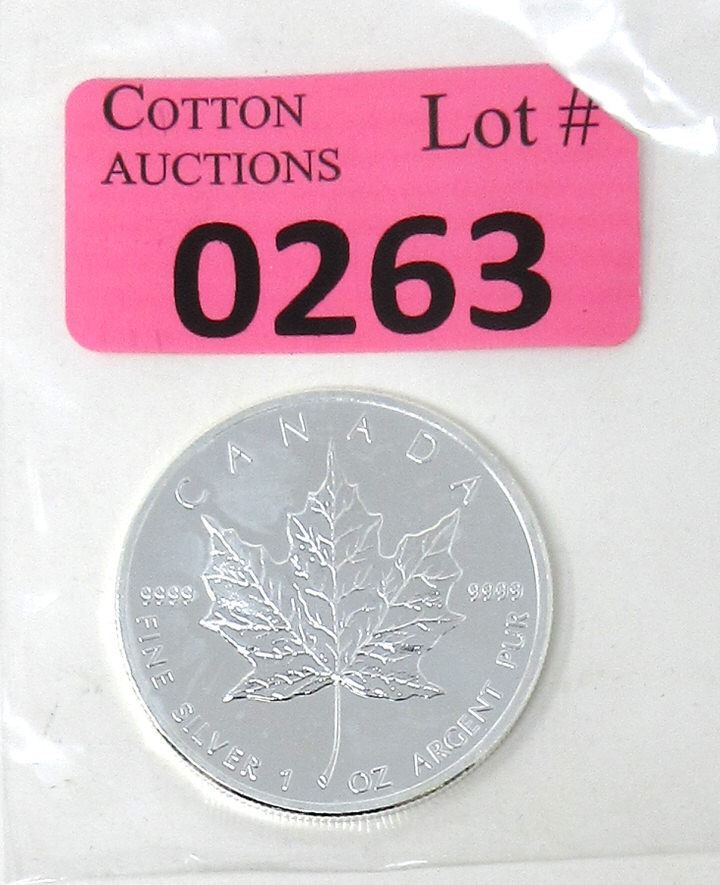 COTTON
AUCTIONS
Lot #
0263
CANADA
9999
9999
FINE SILVER 1 OZ ARGENT PUR